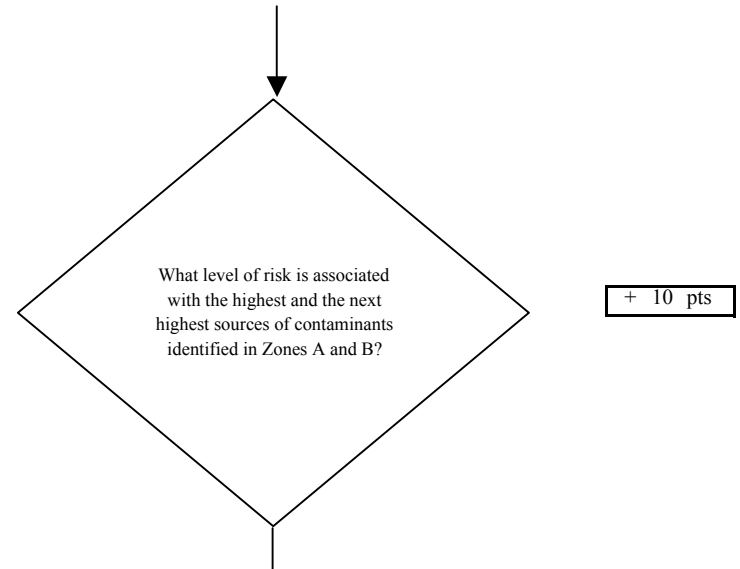 What level of risk is associated
with the highest and the next
highest sources of contaminants
identified in Zones A and B?
+ 10 pts